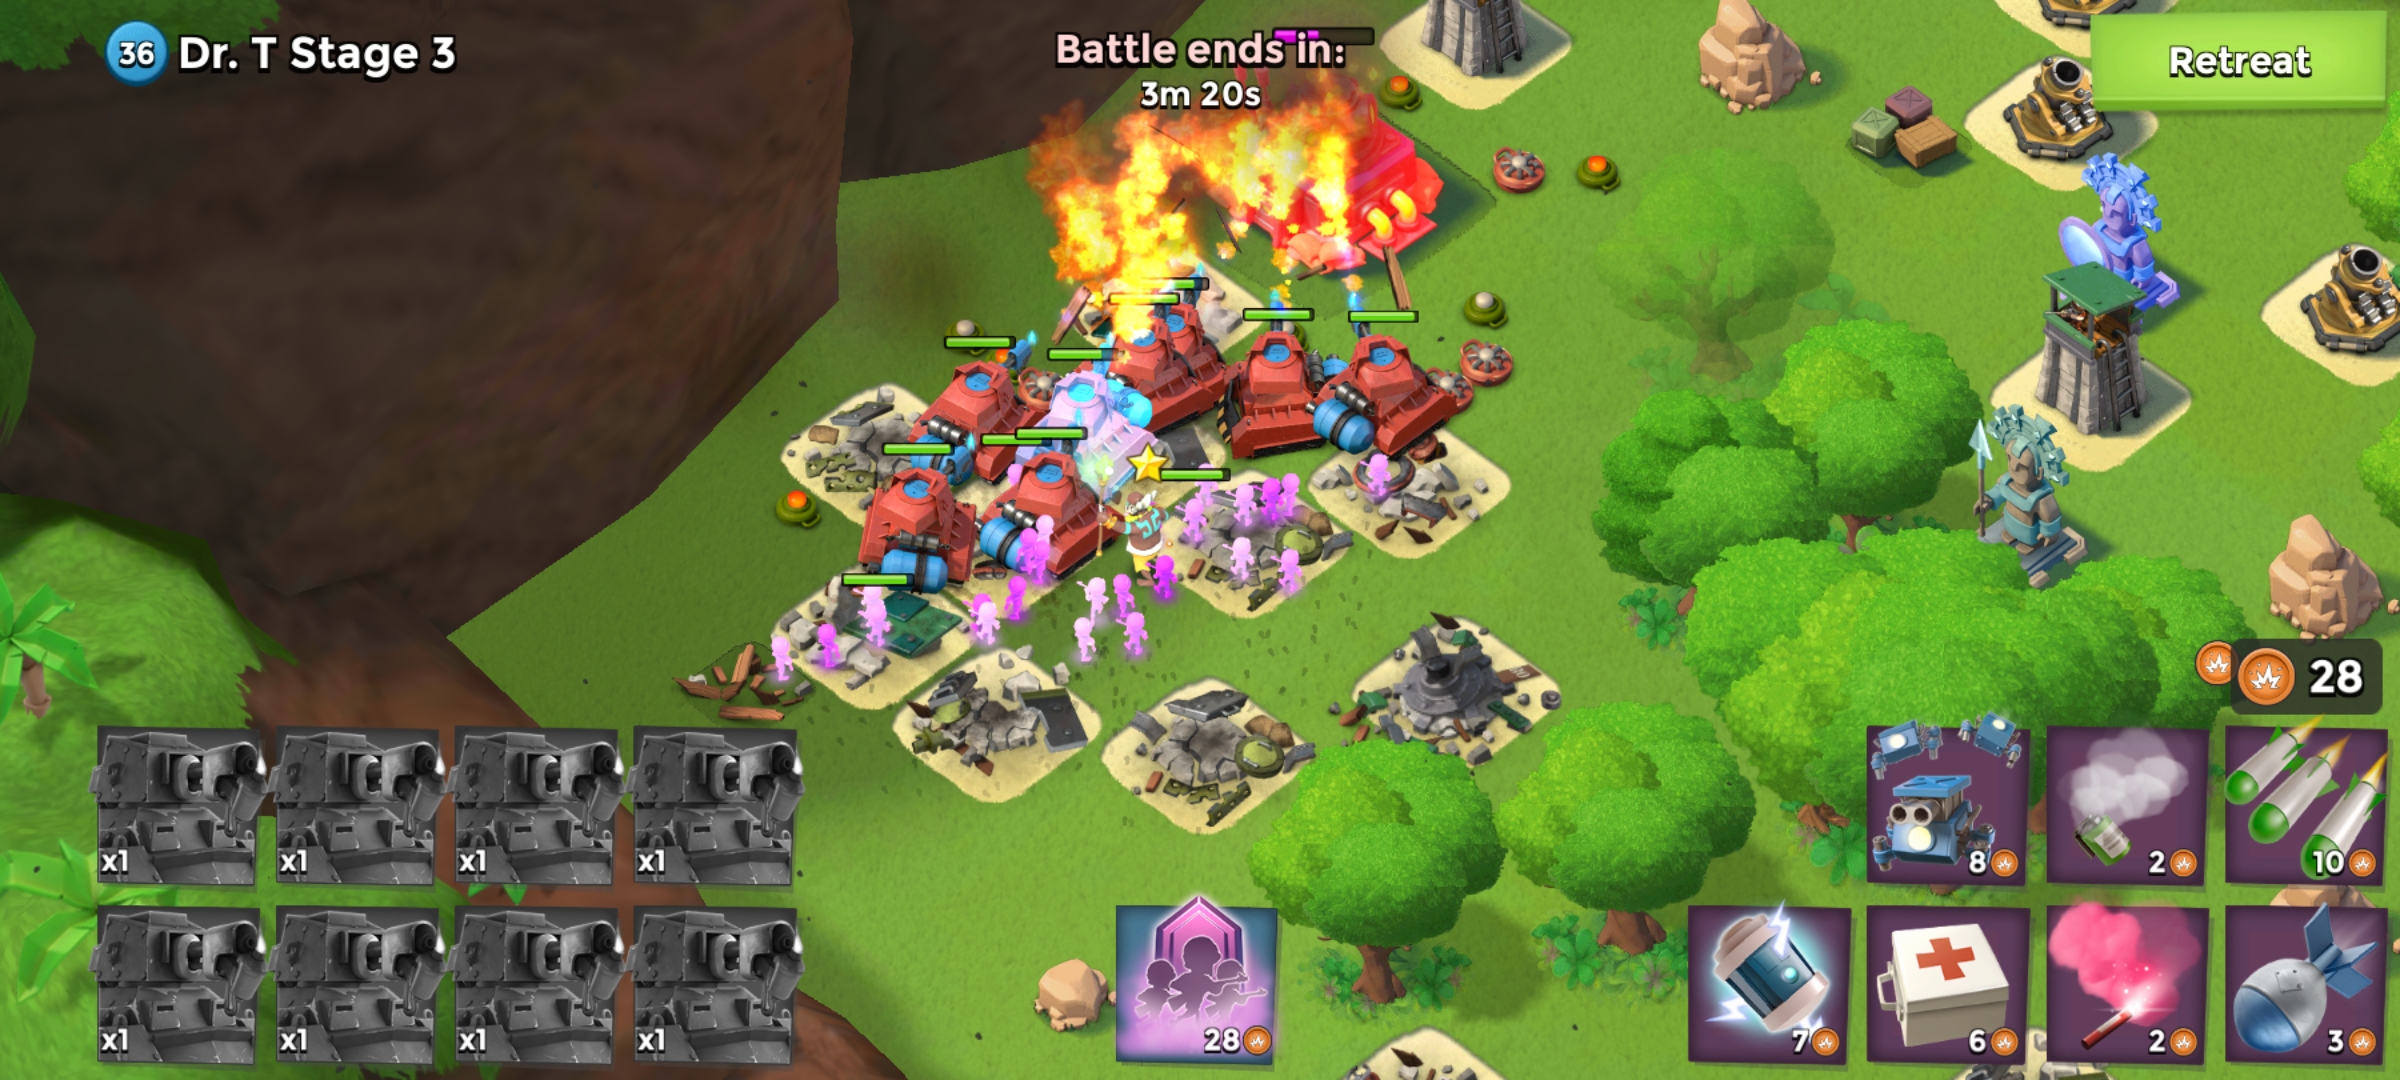 36 Dr. T Stage 3
Battle ends in:
3m 20s
Retreat
28
8
2
10
x1
x1
x1
x1
x1
x1
x1
x1
28
7
6
2
3